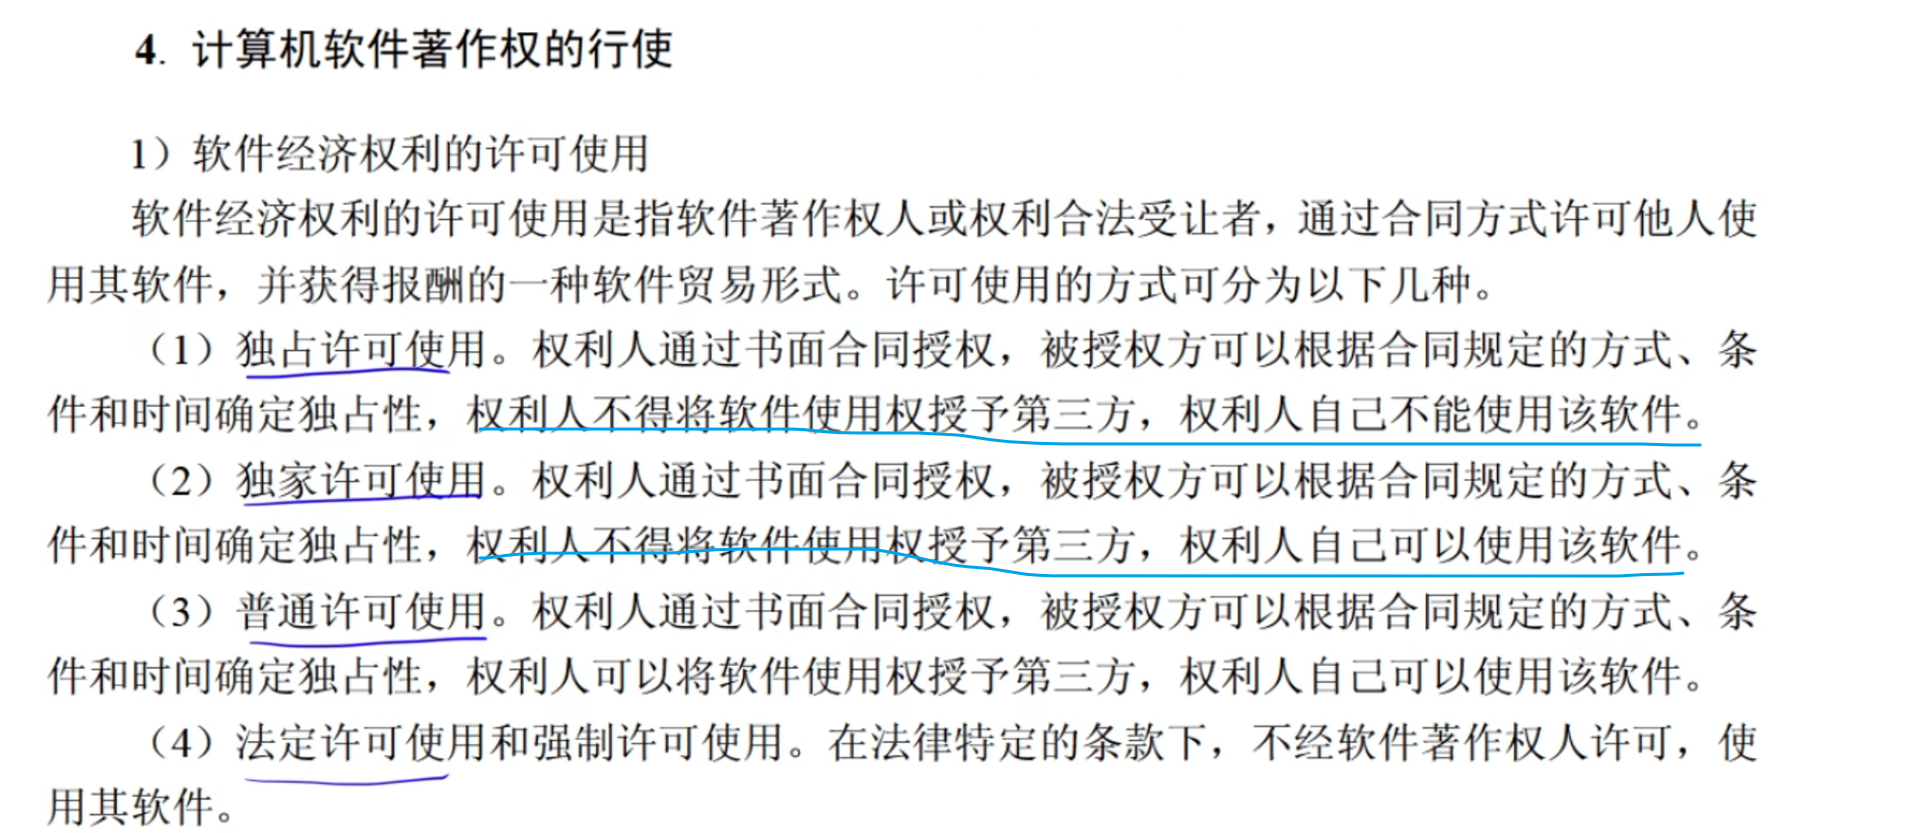 4. 计算机软件著作权的行使
1）软件经济权利的许可使用
软件经济权利的许可使用是指软件著作权人或权利合法受让者，通过合同方式许可他人使
用其软件，并获得报酬的一种软件贸易形式。许可使用的方式可分为以下几种。
（1）独占许可使用。权利人通过书面合同授权，被授权方可以根据合同规定的方式、条
件和时间确定独占性，权利人不得将软件使用权授予第三方，权利人自己不能使用该软件。
（2）独家许可使用。权利人通过书面合同授权，被授权方可以根据合同规定的方式、条
件和时间确定独占性，权利人不得将软件使用权授予第三方，权利人自己可以使用该软件。
（3）普通许可使用。权利人通过书面合同授权，被授权方可以根据合同规定的方式、条
件和时间确定独占性，权利人可以将软件使用权授予第三方，权利人自己可以使用该软件。
（4）法定许可使用和强制许可使用。在法律特定的条款下，不经软件著作权人许可，使
用其软件。